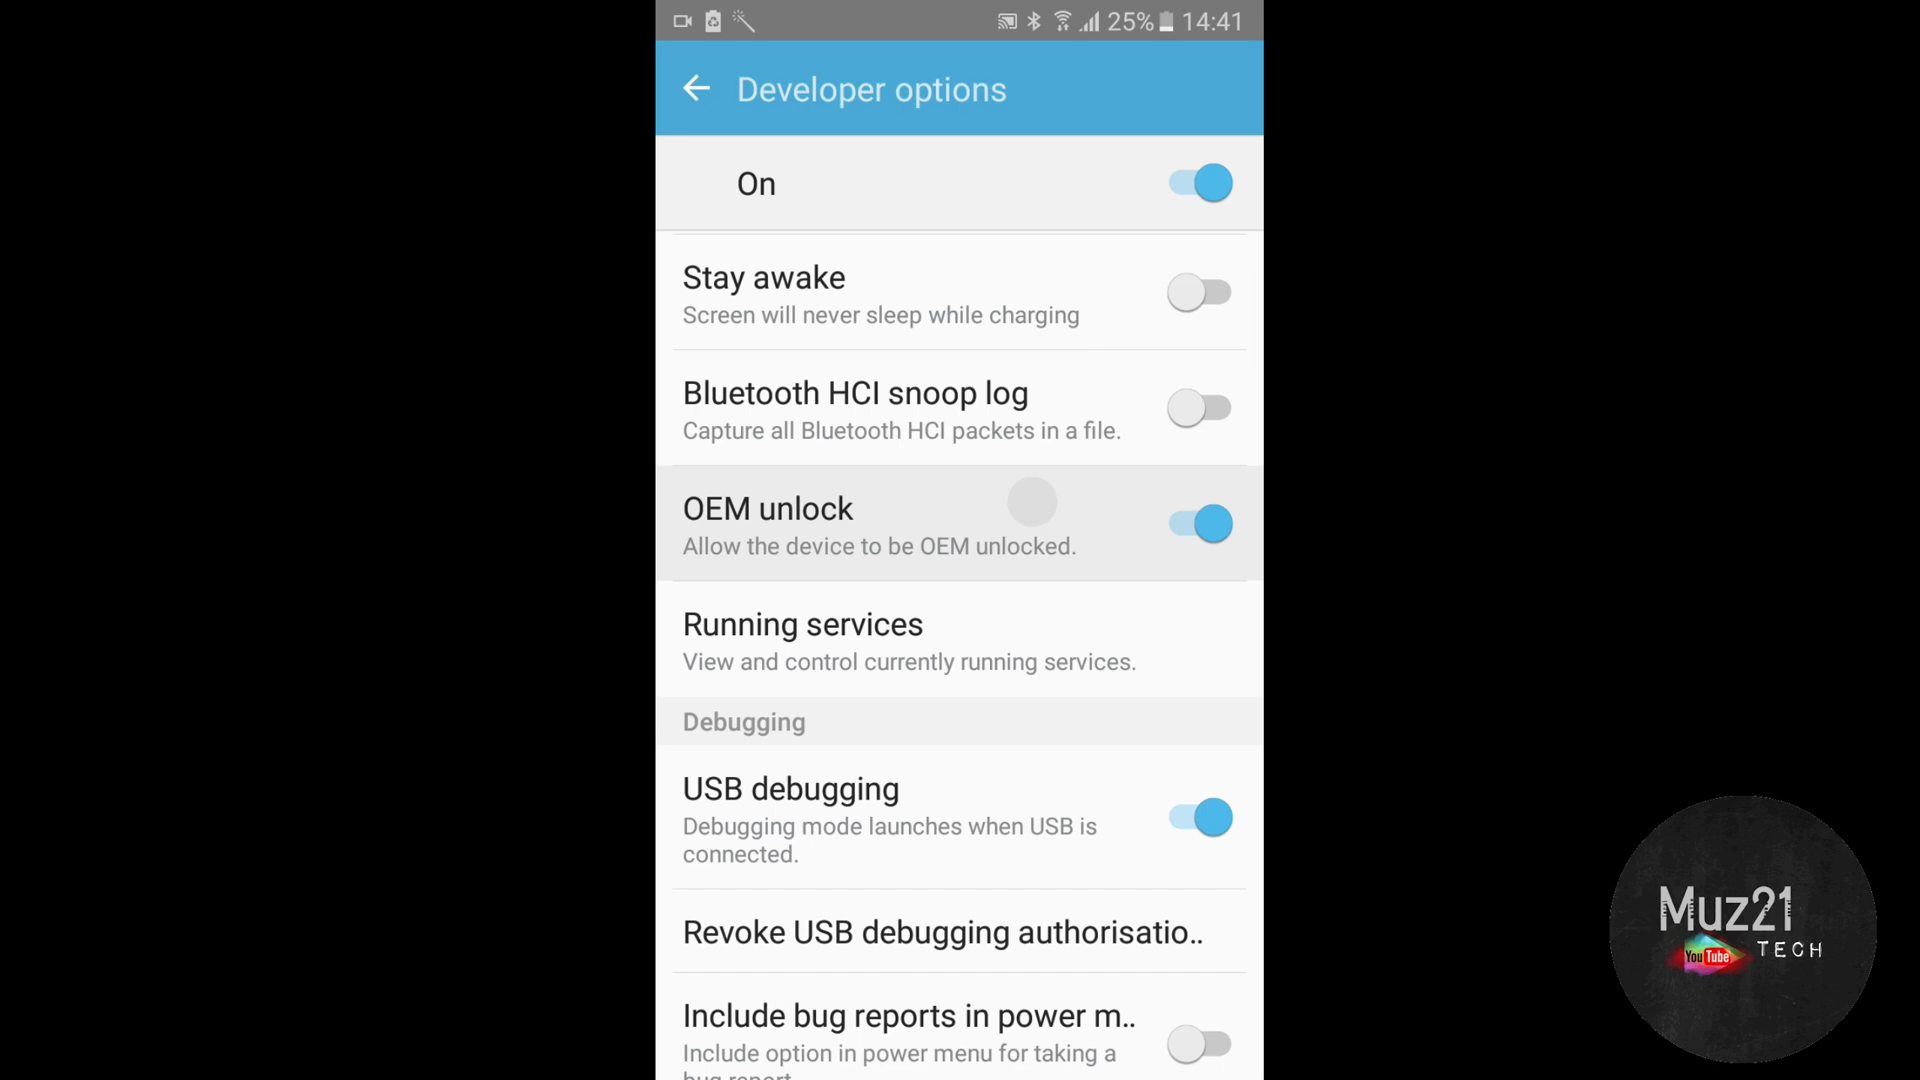 25% 14:41
Developer options
On
Stay awake
Screen will never sleep while charging
Bluetooth HCI snoop log
Capture all Bluetooth HCI packets in a file.
OEM unlock
Allow the device to be OEM unlocked.
Running services
View and control currently running services.
Debugging
USB debugging
Debugging mode launches when USB is
connected.
Revoke USB debugging authorisatio..
Include bug reports in power m..
Include option in power menu for taking a
bug report
Muz21
YouTube TECH